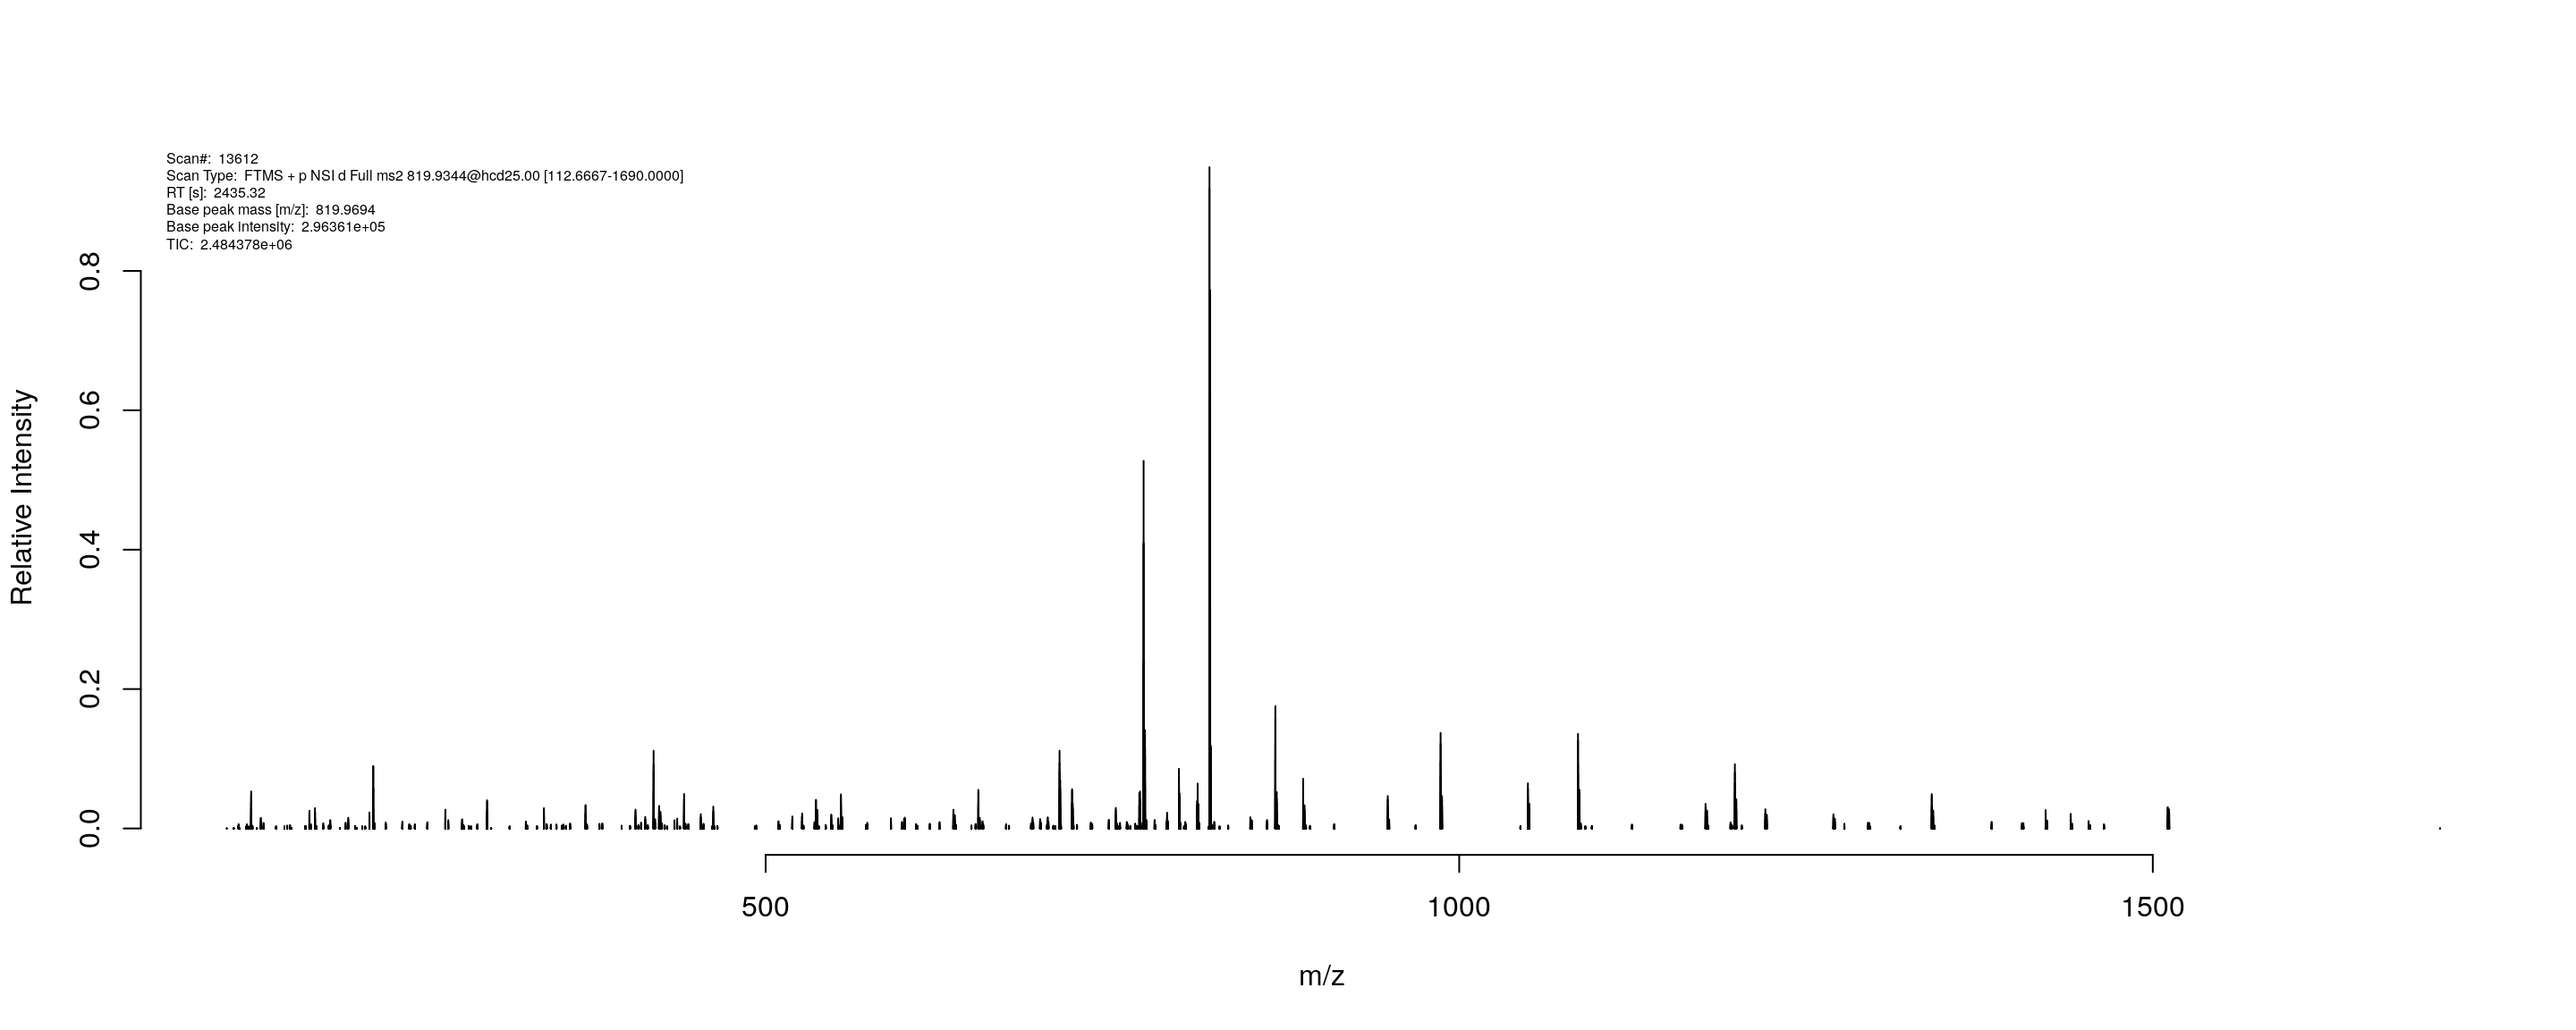 Scan#: 13612
Scan Type: FTMS + p NSI d Full ms2 819.9344@hcd25.00 [112.6667-1690.0000]
RT [s]: 2435.32
Base peak mass [m/z]: 819.9694
Base peak intensity: 2.96361e+05
TIC: 2.484378e+06
0.8
0.6
0.4
0.2
0.0
Relative Intensity
500 1000 1500
m/z